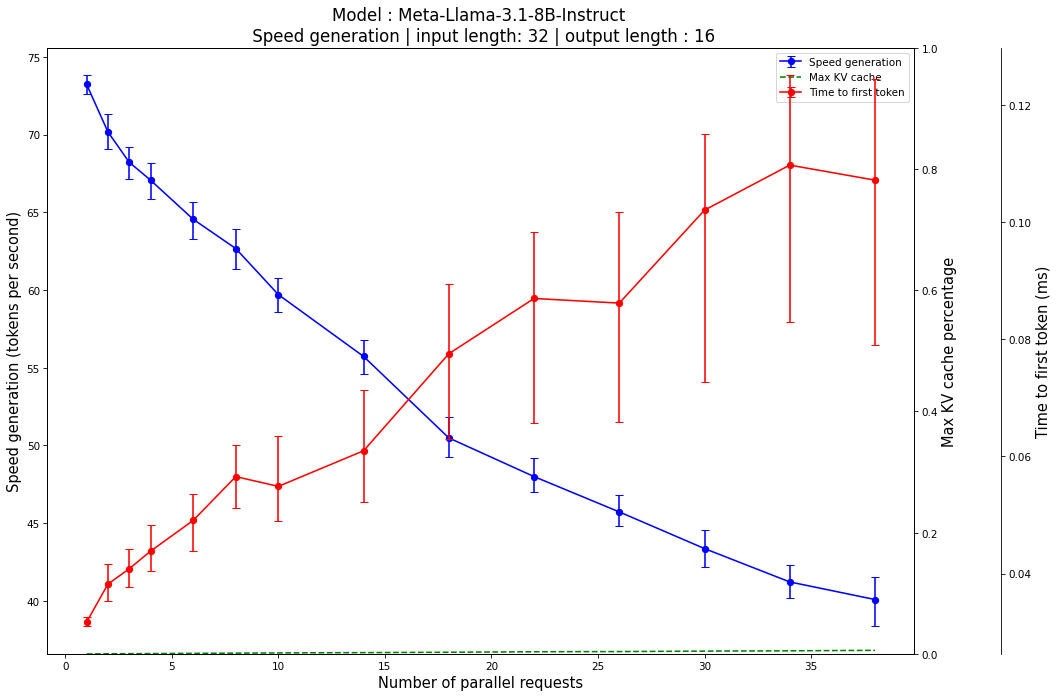 Model : Meta-Llama-3.1-8B-Instruct
Speed generation | input length: 32 | output length : 16
Speed generation
Max KV cache
Time to first token
75
70
65
60
55
50
45
40
Speed generation (tokens per second)
1.0
0.8
0.6
0.4
0.2
0.0
Max KV cache percentage
0.12
0.10
0.08
0.06
0.04
Time to first token (ms)
0 5 10 15 20 25 30 35
Number of parallel requests